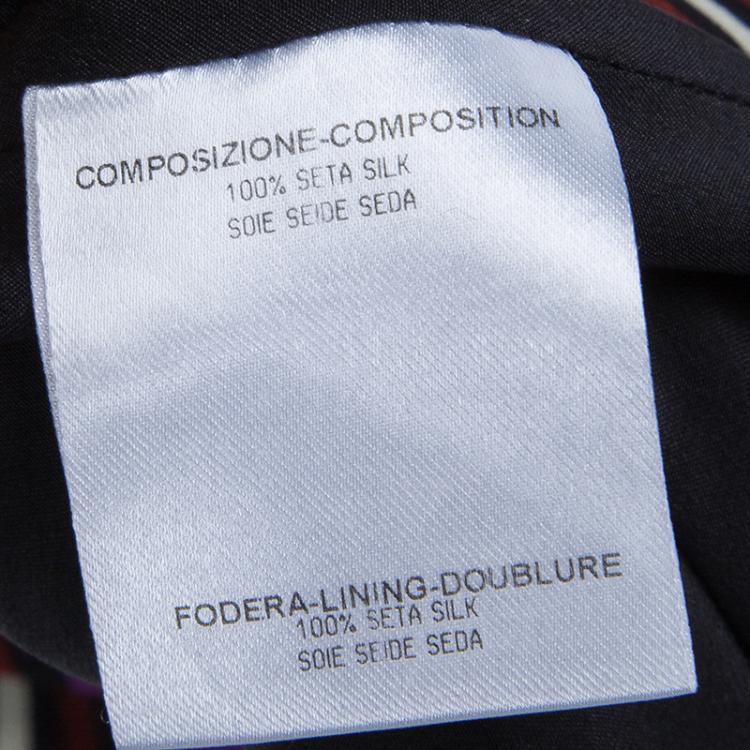 COMPOSIZIONE-COMPOSITION
100% SETA SILK
SOIE SEIDE SEDA
FODERA-LINING-DOUBLURE
100% SETA SILK
SOIE SEIDE SEDA